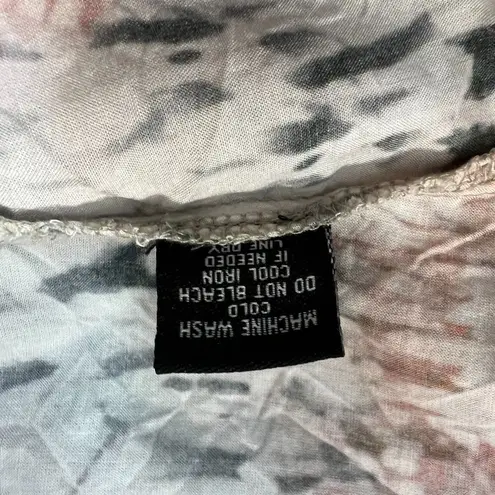 MACHINE WASH
COLD
DO NOT BLEACH
COOL IRON
IF NEEDED
LINE DRY